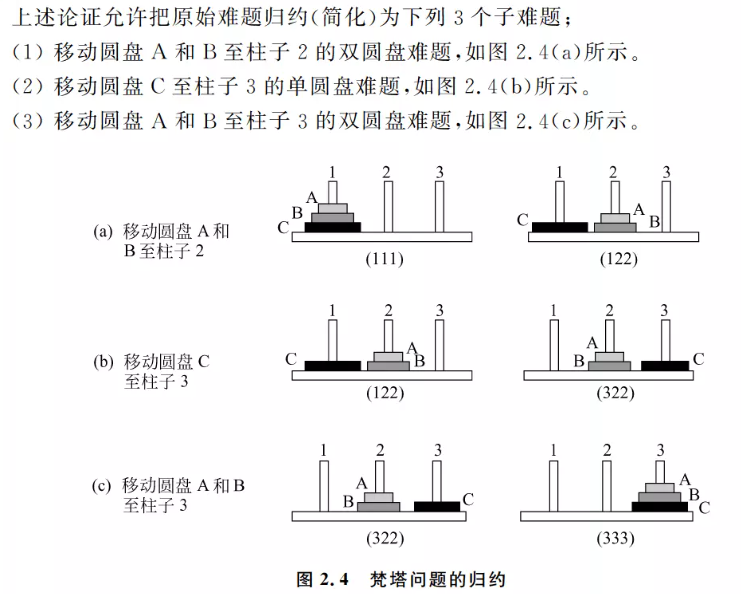 上述论证允许把原始难题归约(简化)为下列 3 个子难题；
(1) 移动圆盘 A 和 B 至柱子 2 的双圆盘难题,如图 2.4(a)所示。
(2) 移动圆盘 C 至柱子 3 的单圆盘难题,如图 2.4(b)所示。
(3) 移动圆盘 A 和 B 至柱子 3 的双圆盘难题,如图 2.4(c)所示。
1 2 3 1 2 3
A
B
C
C A B
(a) 移动圆盘 A 和
B 至柱子 2
(111) (122)
1 2 3 1 2 3
C A B
A B C
(b) 移动圆盘 C
至柱子 3
(122) (322)
1 2 3 1 2 3
A B C
A
B
C
(c) 移动圆盘 A 和 B
至柱子 3
(322) (333)
图 2.4 梵塔问题的归约